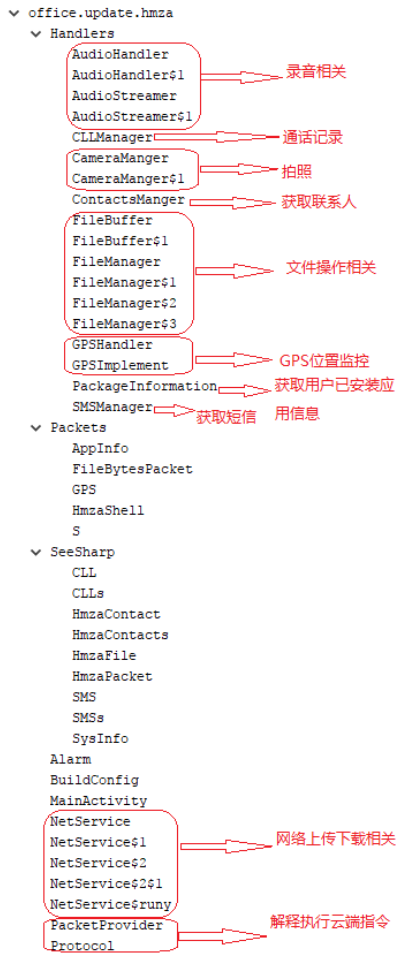 office.update.hmza
Handlers
AudioHandler
AudioHandler$1
录音相关
AudioStreamer
AudioStreamer$1
CLLManager
通话记录
CameraManger
CameraManger$1
拍照
ContactsManger
获取联系人
FileBuffer
FileBuffer$1
FileManager
文件操作相关
FileManager$1
FileManager$2
FileManager$3
GPSHandler
GPSImplement
GPS位置监控
PackageInformation
获取用户已安装应
用信息
SMSManager
获取短信
Packets
AppInfo
FileBytesPacket
GPS
HmzaShell
S
SeeSharp
CLL
CLLs
HmzaContact
HmzaContacts
HmzaFile
HmzaPacket
SMS
SMSs
SysInfo
Alarm
BuildConfig
MainActivity
NetService
NetService$1
网络上传下载相关
NetService$2
NetService$2$1
NetService$runy
PacketProvider
解释执行云端指令
Protocol